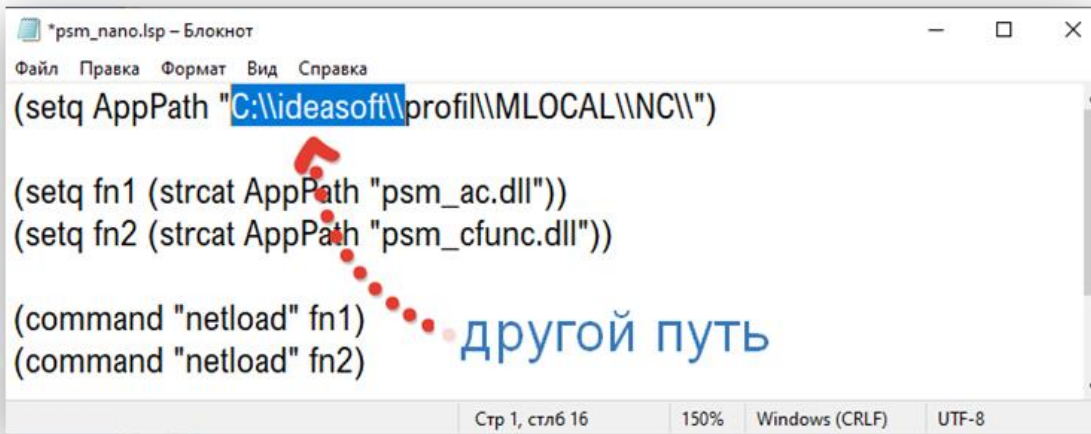 *psm_nano.lsp – Блокнот
Файл Правка Формат Вид Справка
(setq AppPath "C:\\ideasoft\\profil\\MLOCAL\\NC\\")
(setq fn1 (strcat AppPath "psm_ac.dll"))
(setq fn2 (strcat AppPath "psm_cfunc.dll"))
(command "netload" fn1)
(command "netload" fn2)
другой путь
Стр 1, стлб 16 150% Windows (CRLF) UTF-8